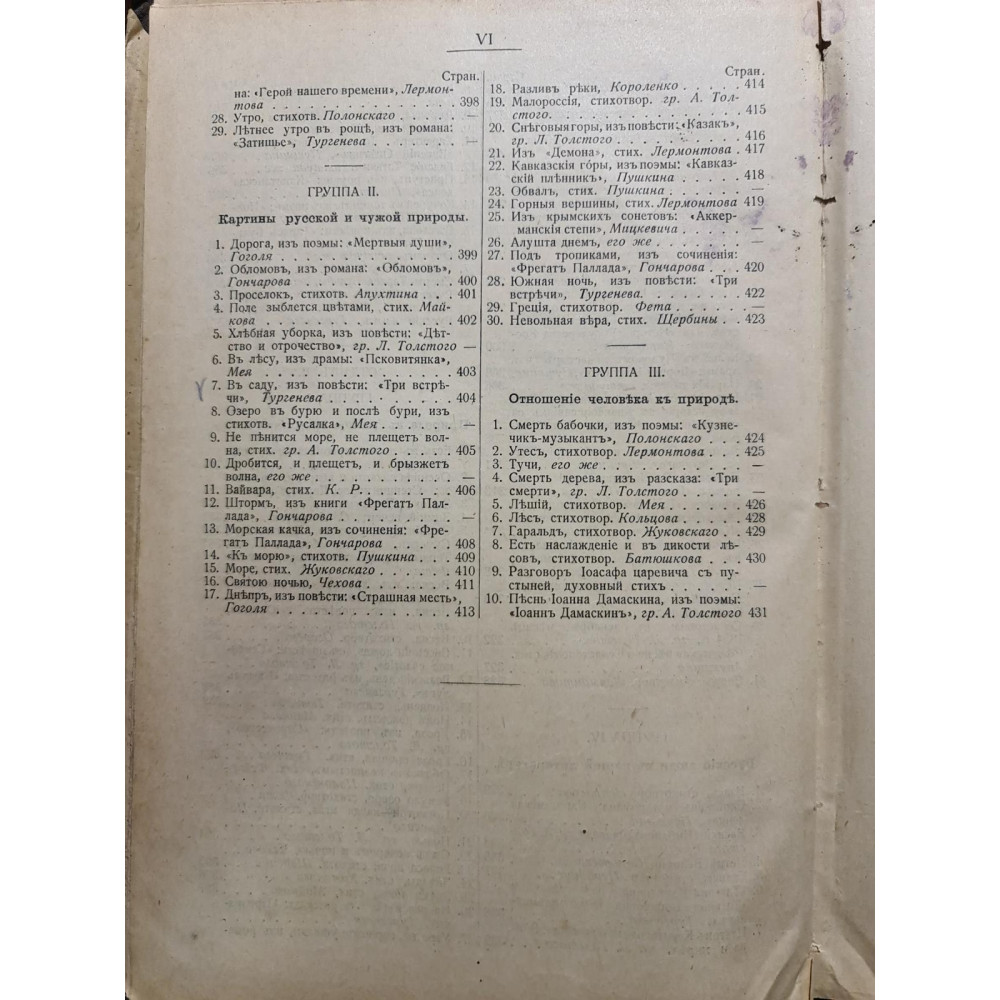 VI
Стран.
на: «Герой нашего времени», Лермон-
това . . . . . . . . . . . . . . . 398
28. Утро, стихотв. Полонскаго . . . . . —
29. Лѣтнее утро въ рощѣ, изъ романа:
«Затишье», Тургенева . . . . . . . —
ГРУППА II.
Картины русской и чужой природы.
1. Дорога, изъ поэмы: «Мертвыя души»,
Гоголя . . . . . . . . . . . . . . 399
2. Обломовъ, изъ романа: «Обломовъ»,
Гончарова . . . . . . . . . . . . 400
3. Проселокъ, стихотв. Апухтина . . . 401
4. Поле зыблется цвѣтами, стих. Май-
кова . . . . . . . . . . . . . . . 402
5. Хлѣбная уборка, изъ повѣсти: «Дѣт-
ство и отрочество», гр. Л. Толстого —
6. Въ лѣсу, изъ драмы: «Псковитянка»,
Мея . . . . . . . . . . . . . . . 403
7. Въ саду, изъ повѣсти: «Три встрѣ-
чи», Тургенева . . . . . . . . . . 404
8. Озеро въ бурю и послѣ бури, изъ
стихотв. «Русалка», Мея . . . . . . —
9. Не пѣнится море, не плещетъ вол-
на, стих. гр. А. Толстого . . . . . 405
10. Дробится, и плещетъ, и брызжетъ
волна, его же . . . . . . . . . . . —
11. Вайвара, стих. К. Р. . . . . . . . 406
12. Штормъ, изъ книги «Фрегатъ Пал-
лада», Гончарова . . . . . . . . . —
13. Морская качка, изъ сочиненія: «Фре-
гатъ Паллада», Гончарова . . . . . 408
14. «Къ морю», стихотв. Пушкина . . . 409
15. Море, стих. Жуковскаго . . . . . . 410
16. Святою ночью, Чехова . . . . . . . 411
17. Днѣпръ, изъ повѣсти: «Страшная месть»,
Гоголя . . . . . . . . . . . . . . 413
Стран.
18. Разливъ рѣки, Короленко . . . . . 414
19. Малороссія, стихотвор. гр. А. Тол-
стого. . . . . . . . . . . . . . . 415
20. Снѣговыя горы, изъ повѣсти: «Казакъ»,
гр. Л. Толстого . . . . . . . . . . 416
21. Изъ «Демона», стих. Лермонтова . 417
22. Кавказскія го́ры, изъ поэмы: «Кавказ-
скій плѣнникъ», Пушкина . . . . . 418
23. Обвалъ, стих. Пушкина . . . . . . —
24. Горныя вершины, стих. Лермонтова 419
25. Изъ крымскихъ сонетовъ: «Аккер-
манскія степи», Мицкевича . . . . . —
26. Алушта днемъ, его же . . . . . . . —
27. Подъ тропиками, изъ сочиненія:
«Фрегатъ Паллада», Гончарова . . . 420
28. Южная ночь, изъ повѣсти: «Три
встрѣчи», Тургенева. . . . . . . . 422
29. Греція, стихотвор. Фета . . . . . . —
30. Невольная вѣра, стих. Щербины . . 423
ГРУППА III.
Отношеніе человѣка къ природѣ.
1. Смерть бабочки, изъ поэмы: «Кузне-
чикъ-музыкантъ», Полонскаго . . . 424
2. Утесъ, стихотвор. Лермонтова . . . 425
3. Тучи, его же . . . . . . . . . . . —
4. Смерть дерева, изъ разсказа: «Три
смерти», гр. Л. Толстого . . . . . . —
5. Лѣшій, стихотвор. Мея . . . . . . 426
6. Лѣсъ, стихотвор. Кольцова . . . . 428
7. Гаральдъ, стихотвор. Жуковскаго . . 429
8. Есть наслажденіе и въ дикости лѣ-
совъ, стихотвор. Батюшкова . . . 430
9. Разговоръ Іоасафа царевича съ пу-
стыней, духовный стихъ . . . . . . —
10. Пѣснь Іоанна Дамаскина, изъ поэмы:
«Іоаннъ Дамаскинъ», гр. А. Толстого 431